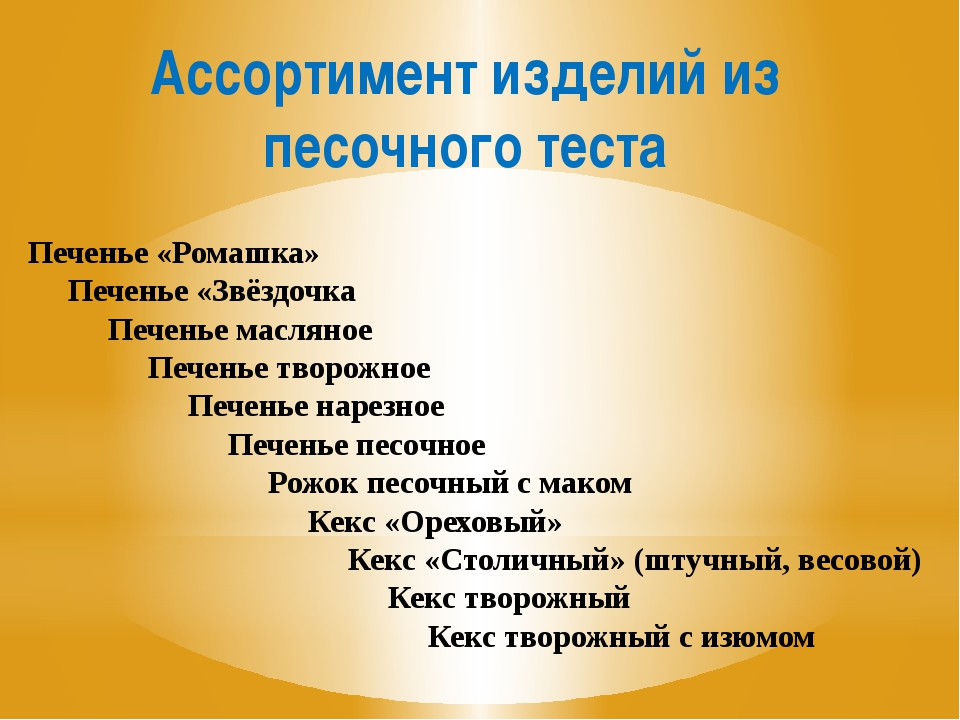 Ассортимент изделий из
песочного теста
Печенье «Ромашка»
Печенье «Звёздочка
Печенье масляное
Печенье творожное
Печенье нарезное
Печенье песочное
Рожок песочный с маком
Кекс «Ореховый»
Кекс «Столичный» (штучный, весовой)
Кекс творожный
Кекс творожный с изюмом